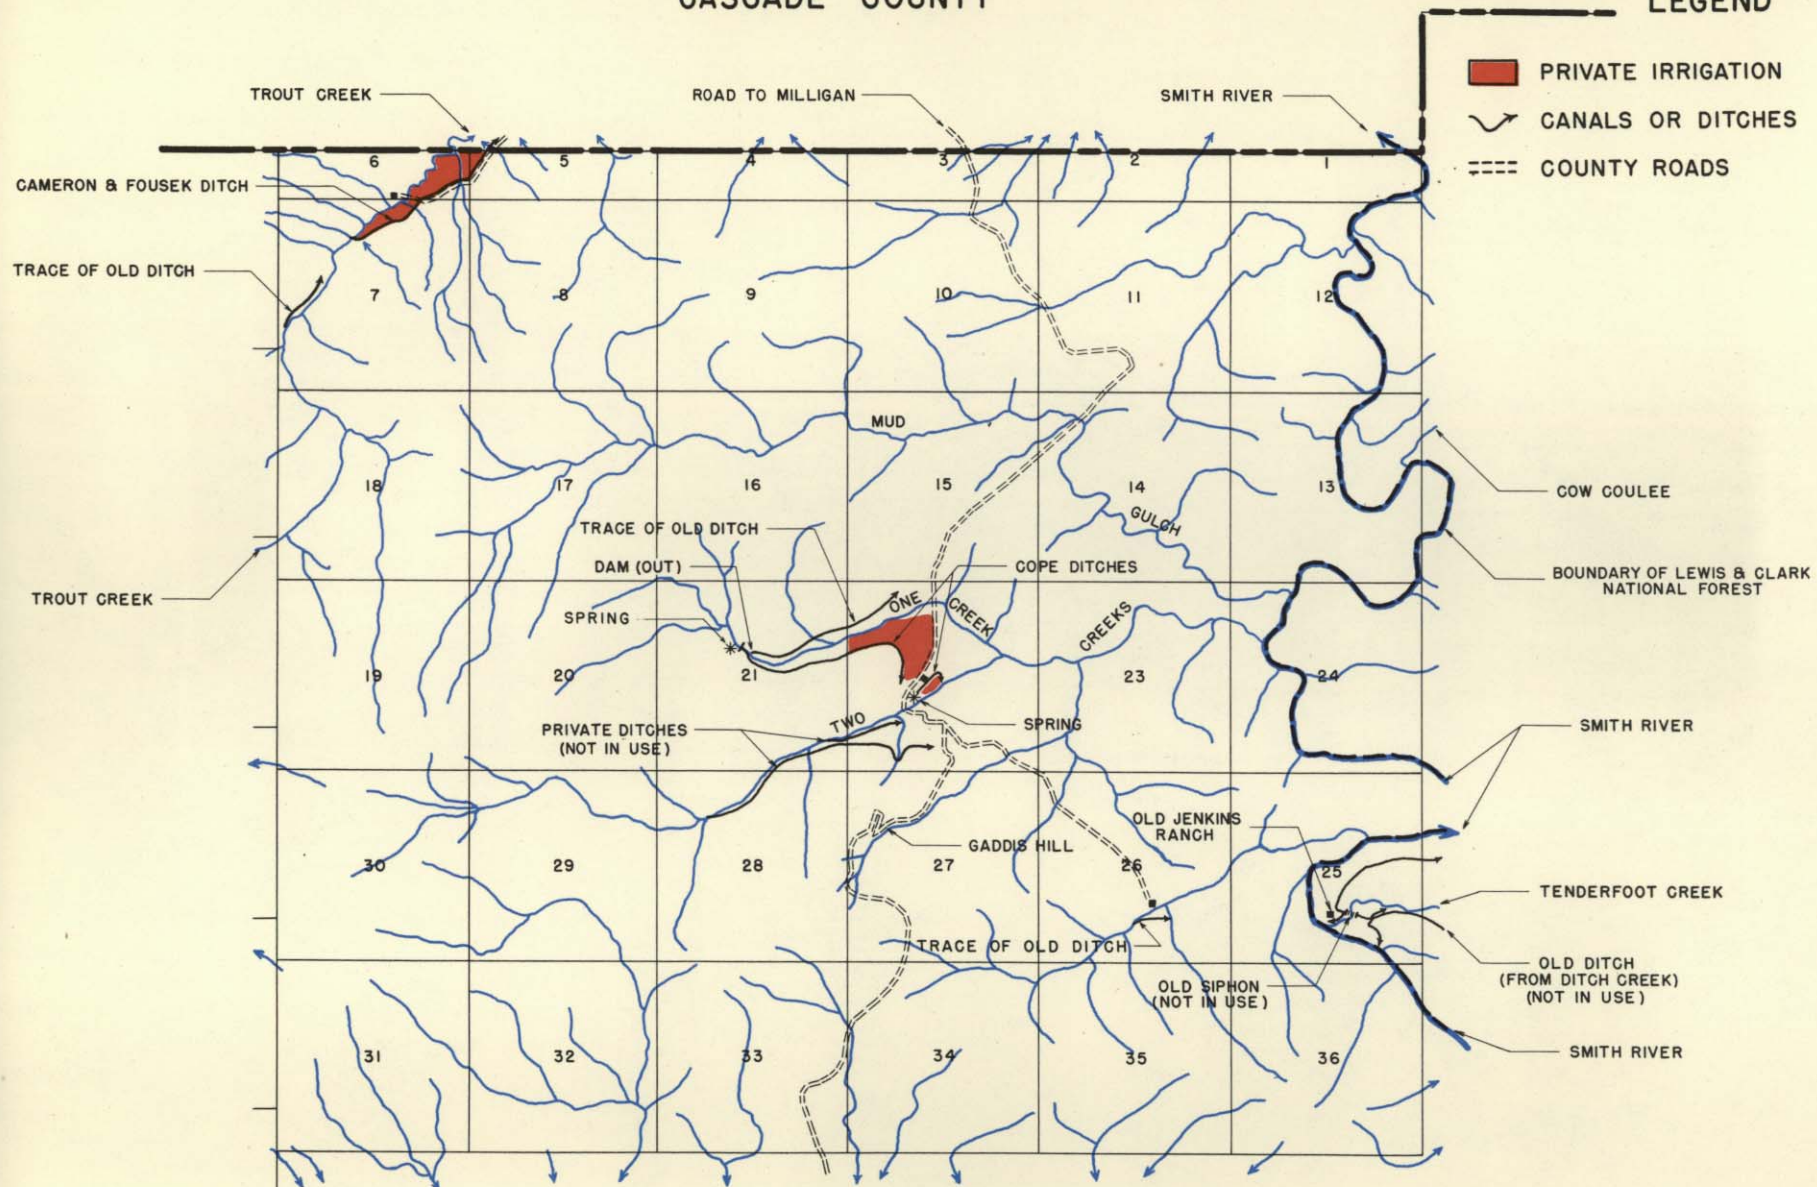 CASCADE COUNTY
LEGEND
PRIVATE IRRIGATION
CANALS OR DITCHES
COUNTY ROADS
TROUT CREEK
ROAD TO MILLIGAN
SMITH RIVER
6
5
4
3
2
1
CAMERON & FOUSEK DITCH
TRACE OF OLD DITCH
7
8
9
10
11
12
MUD
18
17
16
15
14
13
COW COULEE
GULCH
TRACE OF OLD DITCH
DAM (OUT)
COPE DITCHES
BOUNDARY OF LEWIS & CLARK
NATIONAL FOREST
TROUT CREEK
SPRING
ONE
CREEK
CREEKS
19
20
21
23
24
PRIVATE DITCHES
(NOT IN USE)
TWO
SPRING
SMITH RIVER
OLD JENKINS
RANCH
GADDIS HILL
30
29
28
27
26
25
TENDERFOOT CREEK
TRACE OF OLD DITCH
OLD SIPHON
(NOT IN USE)
OLD DITCH
(FROM DITCH CREEK)
(NOT IN USE)
31
32
33
34
35
36
SMITH RIVER